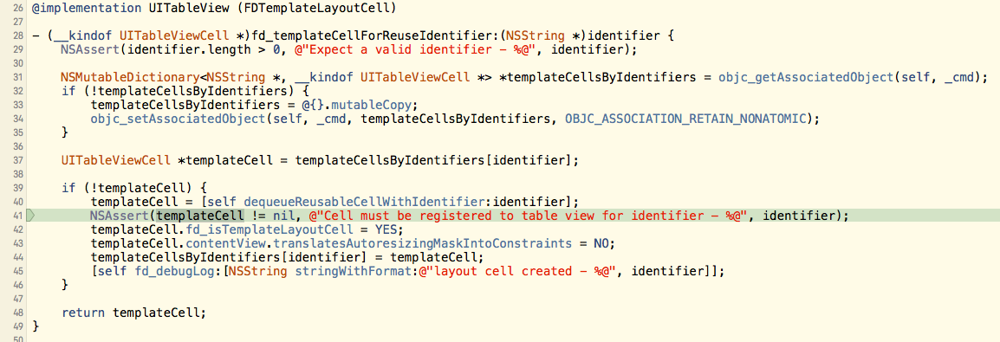 26 @implementation UITableView (FDTemplateLayoutCell)
27
28 - (__kindof UITableViewCell *)fd_templateCellForReuseIdentifier:(NSString *)identifier {
29     NSAssert(identifier.length > 0, @"Expect a valid identifier - %@", identifier);
30
31     NSMutableDictionary<NSString *, __kindof UITableViewCell *> *templateCellsByIdentifiers = objc_getAssociatedObject(self, _cmd);
32     if (!templateCellsByIdentifiers) {
33         templateCellsByIdentifiers = @{}.mutableCopy;
34         objc_setAssociatedObject(self, _cmd, templateCellsByIdentifiers, OBJC_ASSOCIATION_RETAIN_NONATOMIC);
35     }
36
37     UITableViewCell *templateCell = templateCellsByIdentifiers[identifier];
38
39     if (!templateCell) {
40         templateCell = [self dequeueReusableCellWithIdentifier:identifier];
41         NSAssert(templateCell != nil, @"Cell must be registered to table view for identifier - %@", identifier);
42         templateCell.fd_isTemplateLayoutCell = YES;
43         templateCell.contentView.translatesAutoresizingMaskIntoConstraints = NO;
44         templateCellsByIdentifiers[identifier] = templateCell;
45         [self fd_debugLog:[NSString stringWithFormat:@"layout cell created - %@", identifier]];
46     }
47
48     return templateCell;
49 }
50